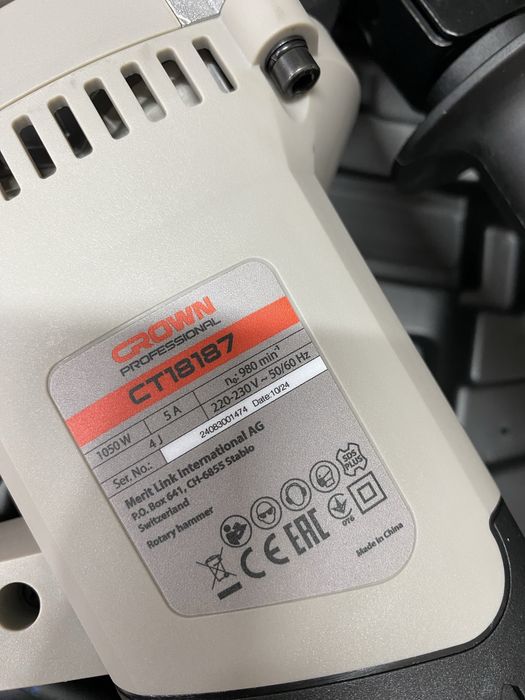 CROWN
PROFESSIONAL
CT18187
1050 W 5 A n₀:980 min⁻¹
4 J 220-230 V ~ 50/60 Hz
Ser. No.: 24083001474 Date:10/24
Merit Link International AG
P.O. Box 641, CH-6855 Stabio
Switzerland
Rotary hammer
SDS
PLUS
CE EAC
016
Made in China